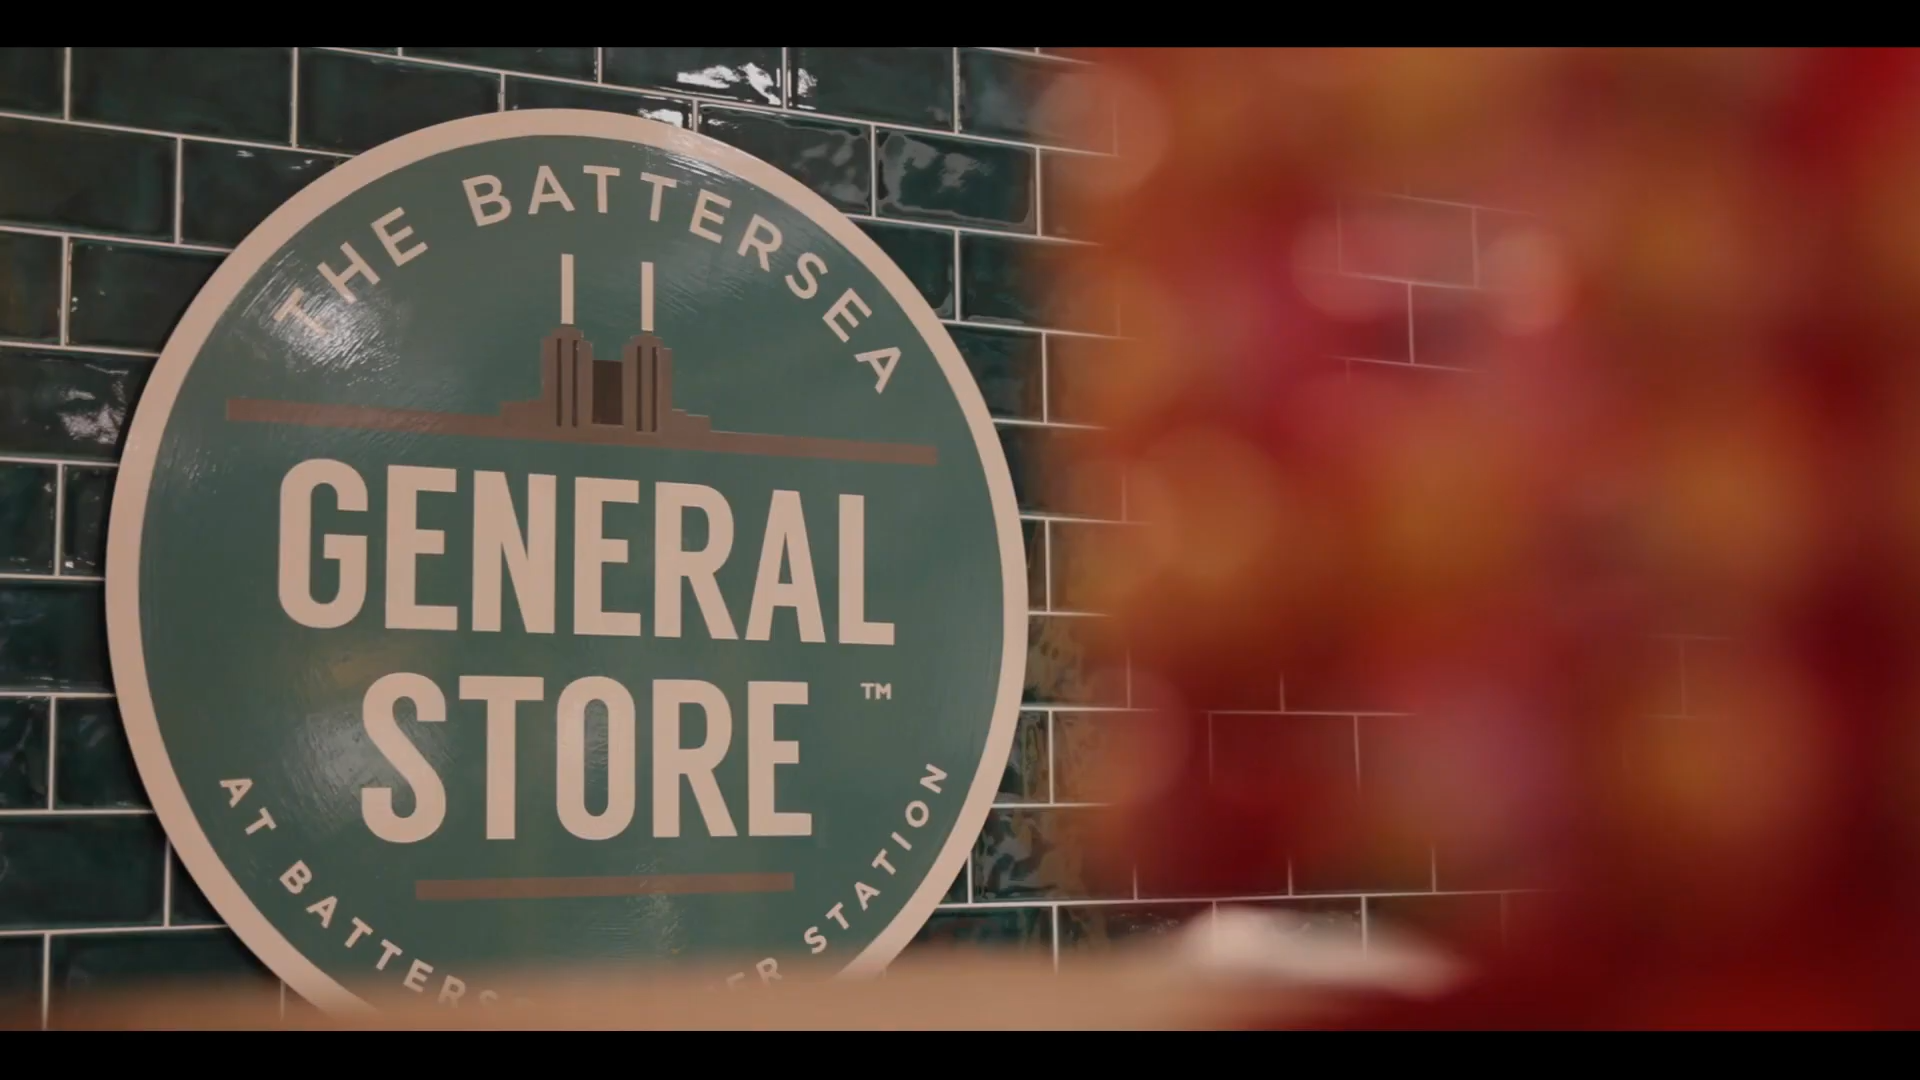 THE BATTERSEA
GENERAL
STORE ™
AT BATTERS ER STATION